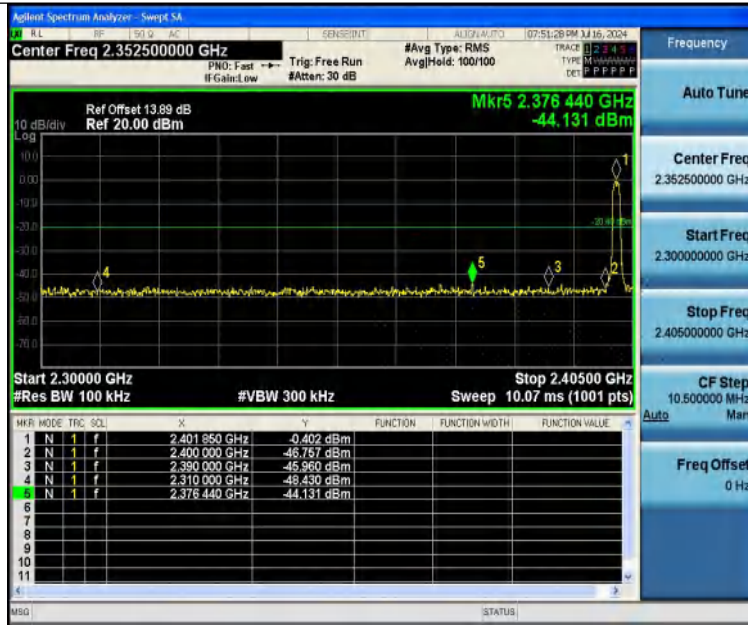 Agilent Spectrum Analyzer - Swept SA
RL RF 50 Ω AC SENSE:INT ALIGN AUTO 07:51:28 PM Jul 16, 2024
Center Freq 2.352500000 GHz
PNO: Fast
IFGain:Low
Trig: Free Run
#Atten: 30 dB
#Avg Type: RMS
Avg|Hold: 100/100
TRACE 1 2 3 4 5 6
TYPE
DET P P P P P P
Frequency
Auto Tune
Center Freq
2.352500000 GHz
Start Freq
2.300000000 GHz
Stop Freq
2.405000000 GHz
CF Step
10.500000 MHz
Auto Man
Freq Offset
0 Hz
Ref Offset 13.89 dB
10 dB/div Ref 20.00 dBm
Log
Mkr5 2.376 440 GHz
-44.131 dBm
10.0
0.00
-10.0
-20.0
-30.0
-40.0
-50.0
-60.0
-70.0
1
2
3
4
5
Start 2.30000 GHz Stop 2.40500 GHz
#Res BW 100 kHz #VBW 300 kHz Sweep 10.07 ms (1001 pts)
MKR MODE TRC SCL X Y FUNCTION FUNCTION WIDTH FUNCTION VALUE
1 N 1 f 2.401 850 GHz -0.402 dBm
2 N 1 f 2.400 000 GHz -46.757 dBm
3 N 1 f 2.390 000 GHz -45.960 dBm
4 N 1 f 2.310 000 GHz -48.430 dBm
5 N 1 f 2.376 440 GHz -44.131 dBm
6
7
8
9
10
11
MSG STATUS